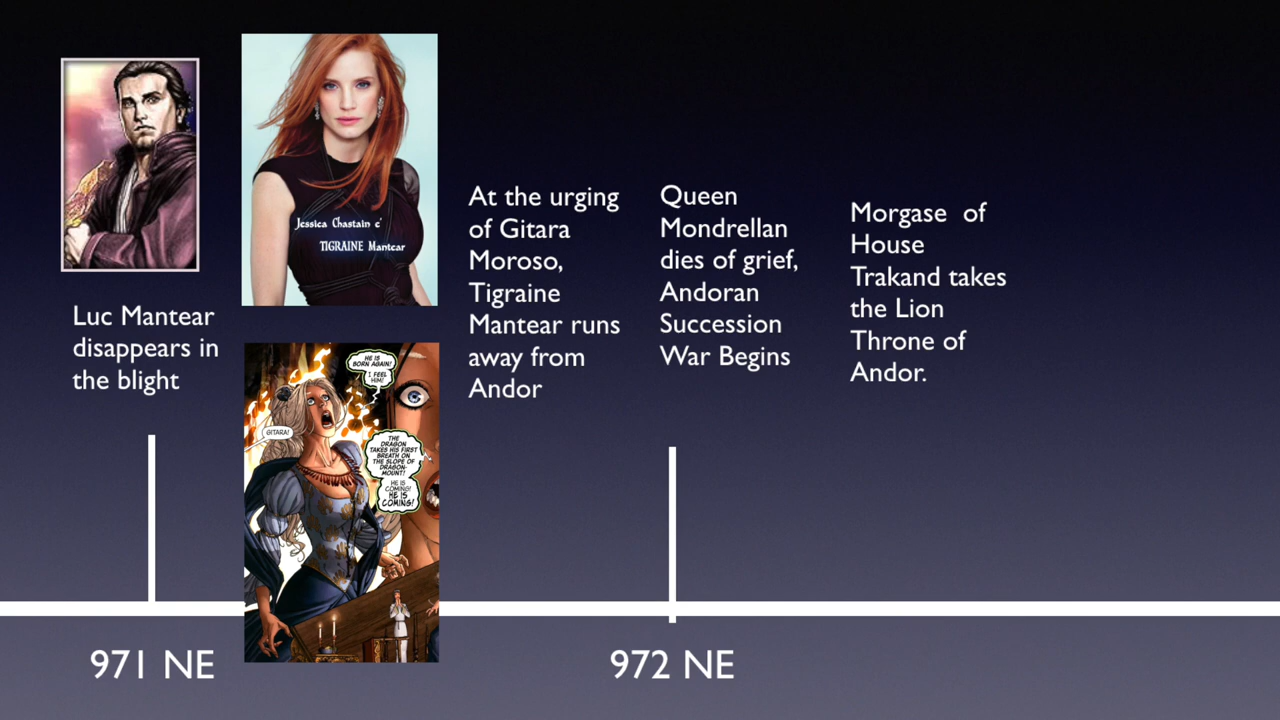 Luc Mantear
disappears in
the blight
Jessica Chastain c'
TIGRAINE Mantear
HE IS
BORN AGAIN!
I FEEL
HIM!
GITARA!
THE
DRAGON
TAKES HIS FIRST
BREATH ON
THE SLOPE OF
DRAGON-
MOUNT!
HE IS
COMING!
HE IS
COMING!
At the urging
of Gitara
Moroso,
Tigraine
Mantear runs
away from
Andor
Queen
Mondrellan
dies of grief,
Andoran
Succession
War Begins
Morgase of
House
Trakand takes
the Lion
Throne of
Andor.
971 NE
972 NE